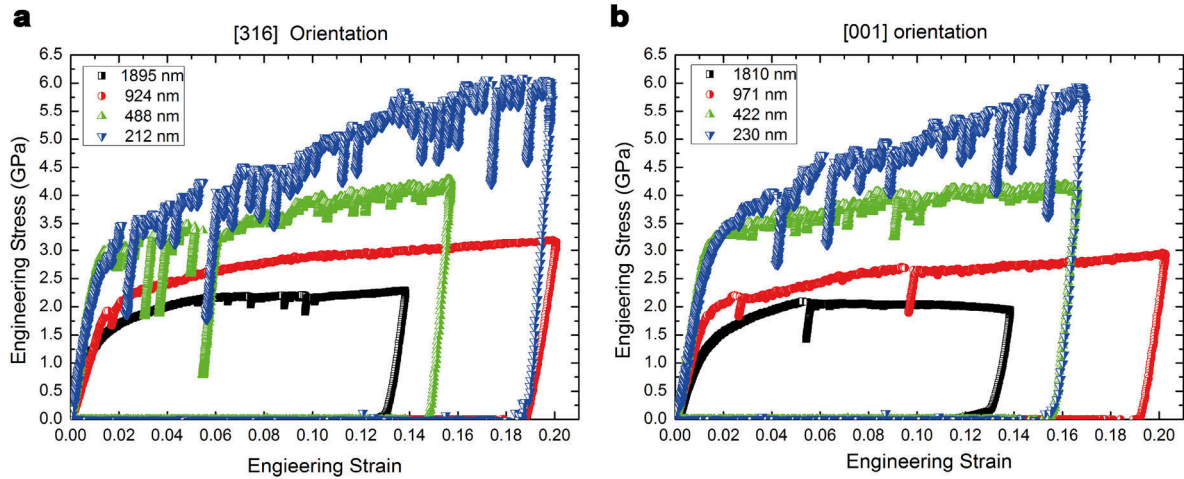 a
[316] Orientation
Engineering Stress (GPa)
6.5
6.0
5.5
5.0
4.5
4.0
3.5
3.0
2.5
2.0
1.5
1.0
0.5
0.0
1895 nm
924 nm
488 nm
212 nm
0.00 0.02 0.04 0.06 0.08 0.10 0.12 0.14 0.16 0.18 0.20
Engieering Strain
b
[001] orientation
Engineering Stress (GPa)
6.5
6.0
5.5
5.0
4.5
4.0
3.5
3.0
2.5
2.0
1.5
1.0
0.5
0.0
1810 nm
971 nm
422 nm
230 nm
0.00 0.02 0.04 0.06 0.08 0.10 0.12 0.14 0.16 0.18 0.20
Engineering Strain